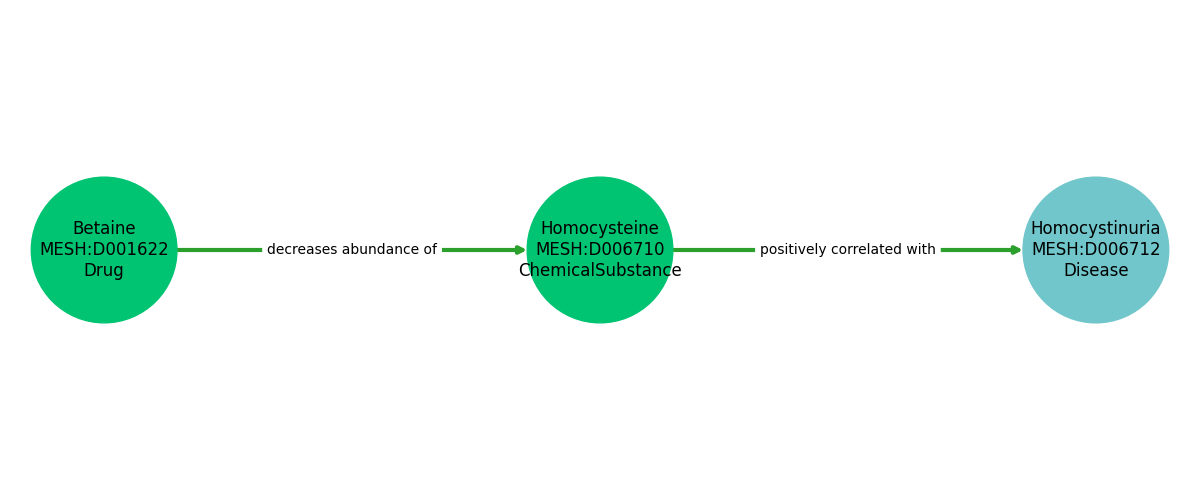 Betaine
MESH:D001622
Drug
decreases abundance of
Homocysteine
MESH:D006710
ChemicalSubstance
positively correlated with
Homocystinuria
MESH:D006712
Disease